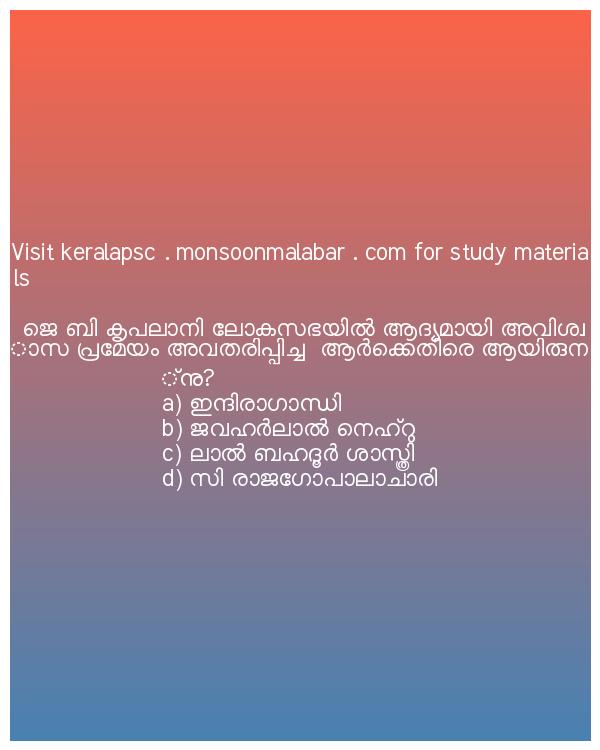 Visit keralapsc . monsoonmalabar . com for study materia
ls
ജെ ബി കൃപലാനി ലോകസഭയിൽ ആദ്യമായി അവിശ്വ
ാസ പ്രമേയം അവതരിപ്പിച്ച  ആർക്കെതിരെ ആയിരുന
്നു?
a) ഇന്ദിരാഗാന്ധി
b) ജവഹർലാൽ നെഹ്റു
c) ലാൽ ബഹദൂർ ശാസ്ത്രി
d) സി രാജഗോപാലാചാരി